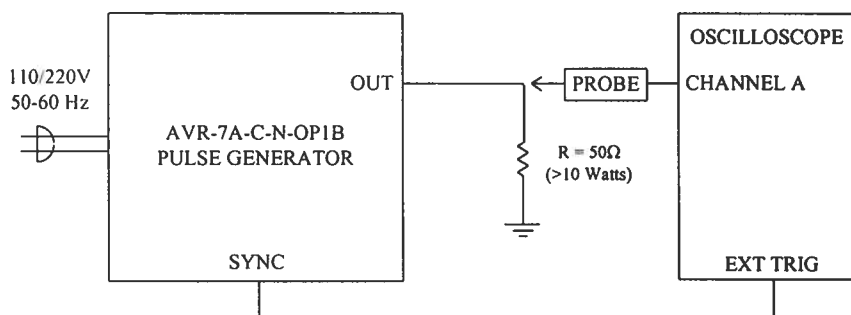 110/220V
50-60 Hz
AVR-7A-C-N-OP1B
PULSE GENERATOR
OUT
SYNC
R = 50Ω
(>10 Watts)
PROBE
OSCILLOSCOPE
CHANNEL A
EXT TRIG